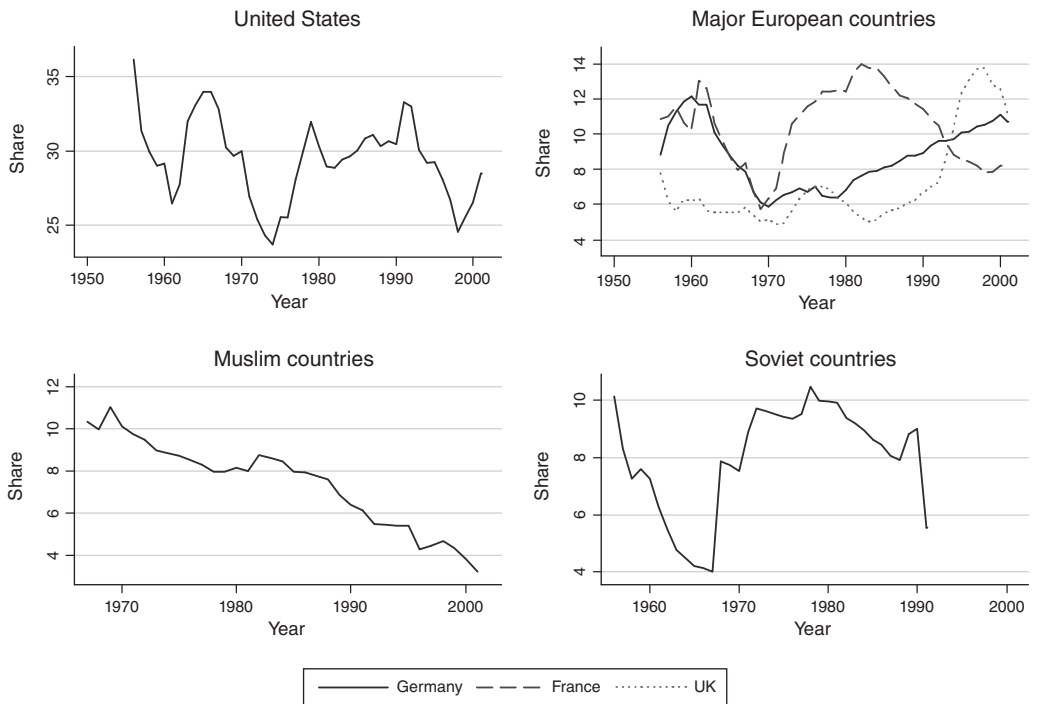 United States
Share
35
30
25
1950 1960 1970 1980 1990 2000
Year
Major European countries
Share
14
12
10
8
6
4
1950 1960 1970 1980 1990 2000
Year
Muslim countries
Share
12
10
8
6
4
1970 1980 1990 2000
Year
Soviet countries
Share
10
8
6
4
1960 1970 1980 1990 2000
Year
Germany France UK